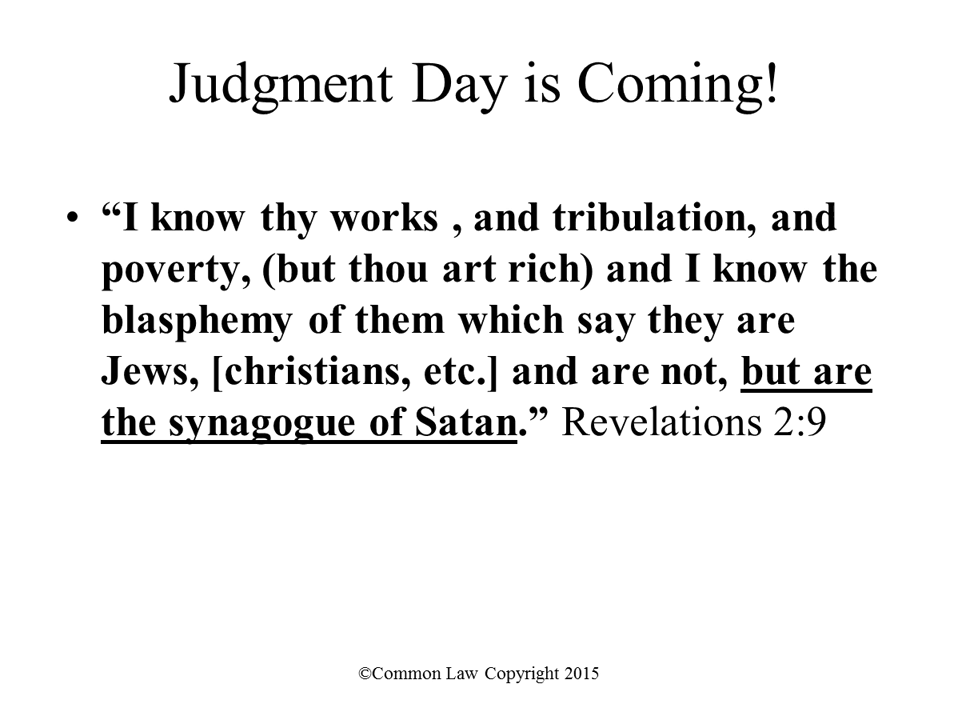 Judgment Day is Coming!
• “I know thy works , and tribulation, and
poverty, (but thou art rich) and I know the
blasphemy of them which say they are
Jews, [christians, etc.] and are not, but are
the synagogue of Satan.” Revelations 2:9
©Common Law Copyright 2015